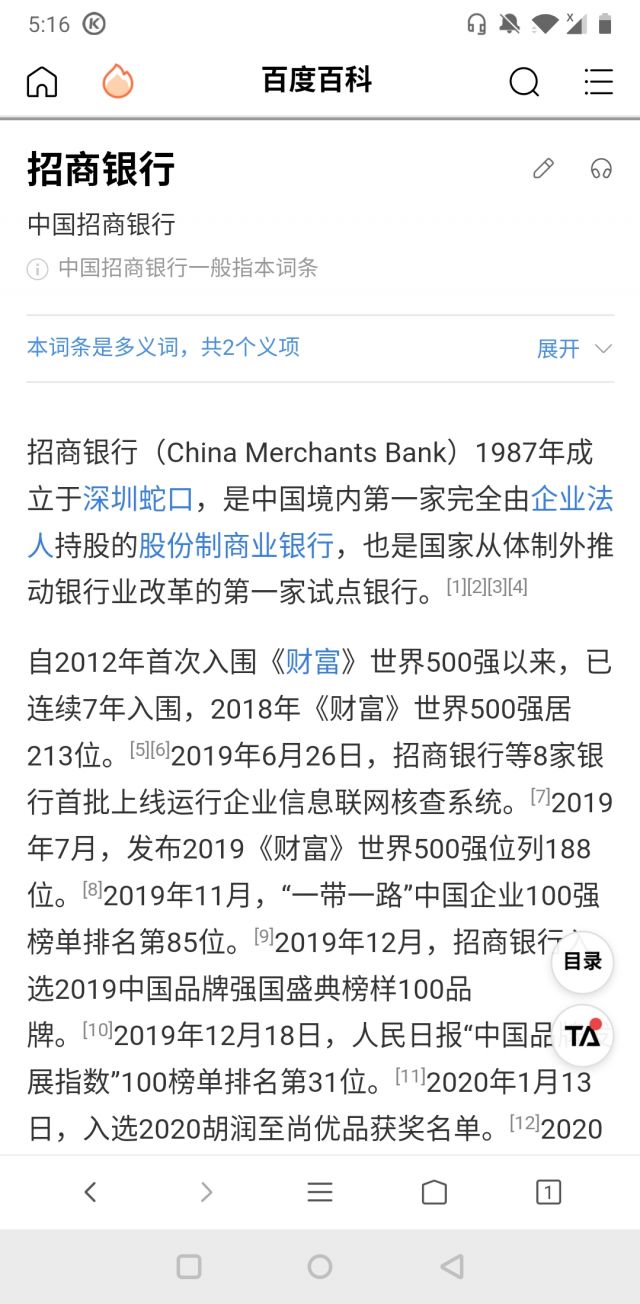 5:16
百度百科
招商银行
中国招商银行
中国招商银行一般指本词条
本词条是多义词，共2个义项 展开
招商银行（China Merchants Bank）1987年成
立于深圳蛇口，是中国境内第一家完全由企业法
人持股的股份制商业银行，也是国家从体制外推
动银行业改革的第一家试点银行。[1][2][3][4]
自2012年首次入围《财富》世界500强以来，已
连续7年入围，2018年《财富》世界500强居
213位。[5][6]2019年6月26日，招商银行等8家银
行首批上线运行企业信息联网核查系统。[7]2019
年7月，发布2019《财富》世界500强位列188
位。[8]2019年11月，“一带一路”中国企业100强
榜单排名第85位。[9]2019年12月，招商银行
目录
选2019中国品牌强国盛典榜样100品
牌。[10]2019年12月18日，人民日报“中国品
TA
展指数”100榜单排名第31位。[11]2020年1月13
日，入选2020胡润至尚优品获奖名单。[12]2020
1